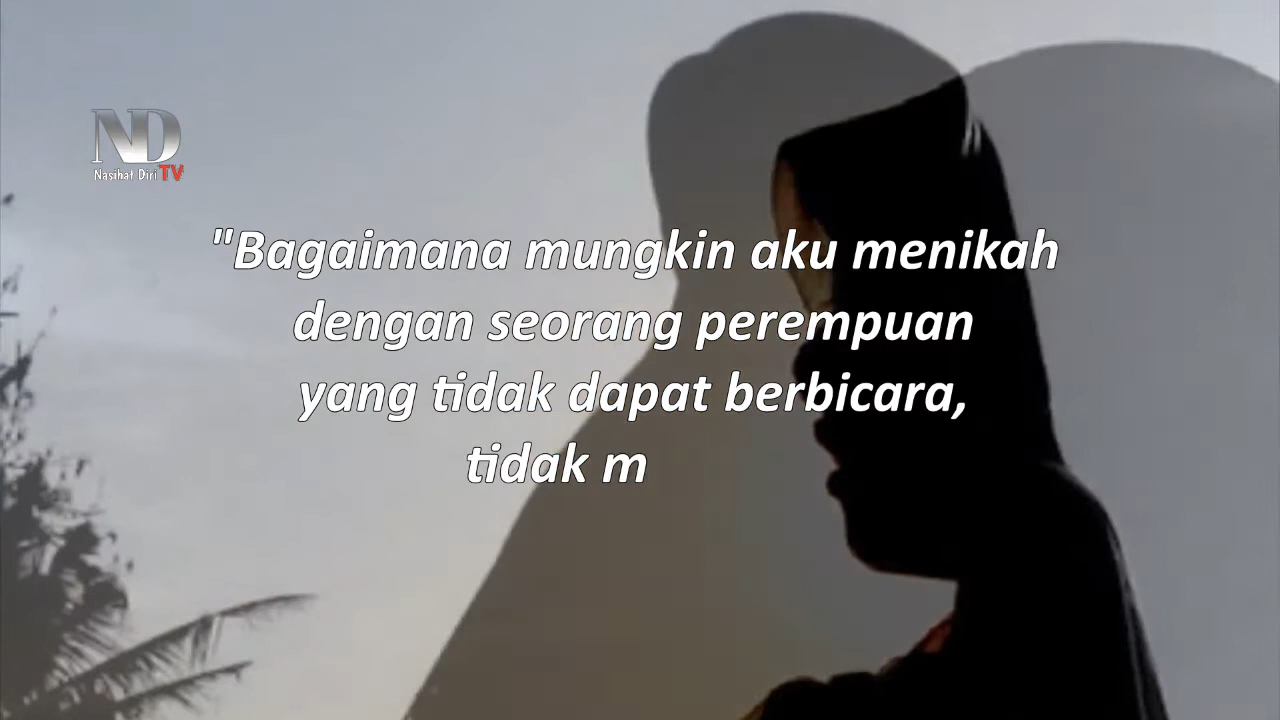 ND
Nasihat Diri TV
"Bagaimana mungkin aku menikah
dengan seorang perempuan
yang tidak dapat berbicara,
tidak m